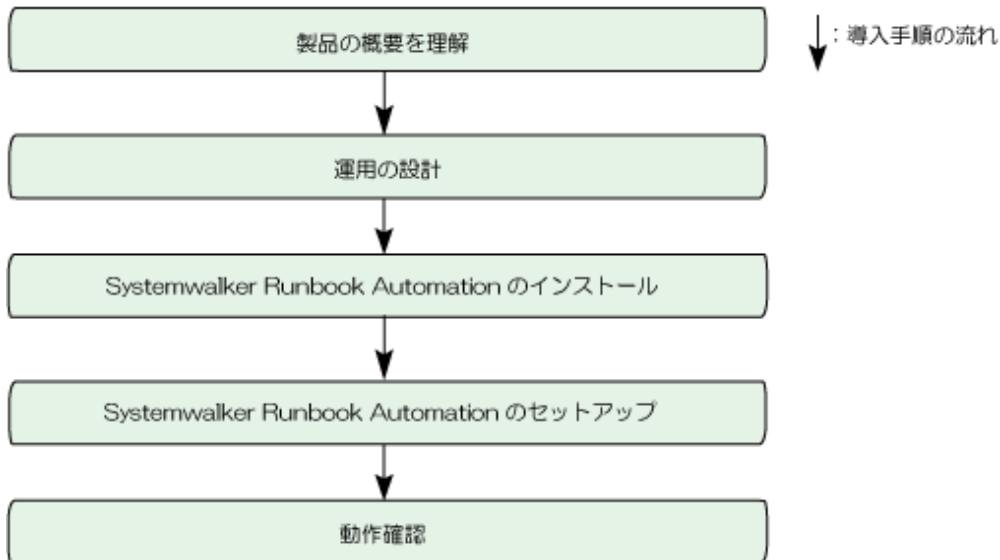 製品の概要を理解
：導入手順の流れ
運用の設計
Systemwalker Runbook Automation のインストール
Systemwalker Runbook Automation のセットアップ
動作確認